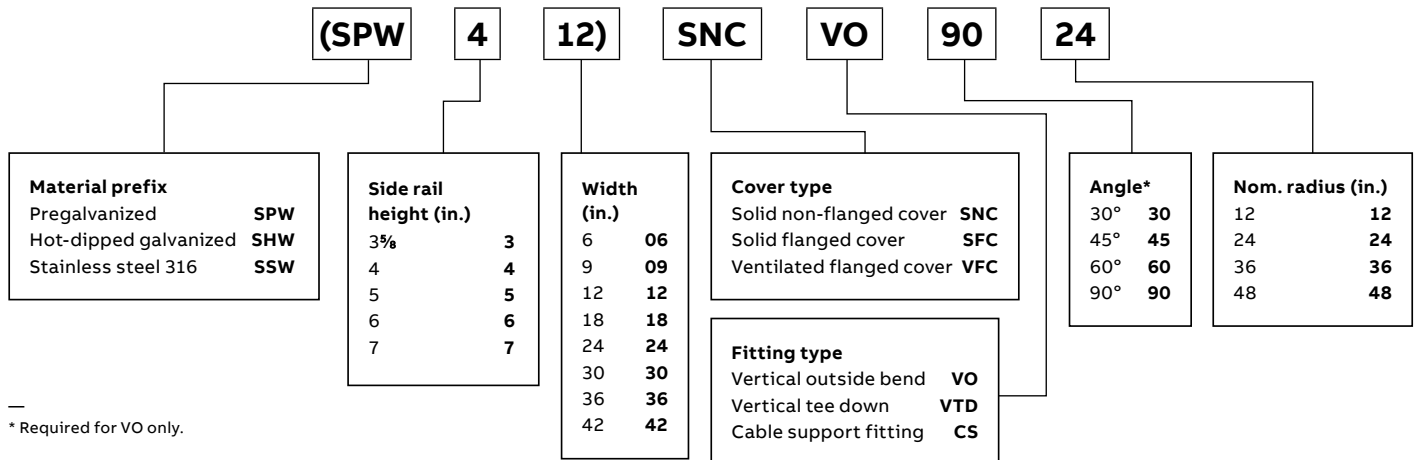 (SPW 4 12) SNC VO 90 24
Material prefix
Pregalvanized SPW
Hot-dipped galvanized SHW
Stainless steel 316 SSW
Side rail
height (in.)
3⅝ 3
4 4
5 5
6 6
7 7
Width
(in.)
6 06
9 09
12 12
18 18
24 24
30 30
36 36
42 42
Cover type
Solid non-flanged cover SNC
Solid flanged cover SFC
Ventilated flanged cover VFC
Fitting type
Vertical outside bend VO
Vertical tee down VTD
Cable support fitting CS
Angle*
30° 30
45° 45
60° 60
90° 90
Nom. radius (in.)
12 12
24 24
36 36
48 48
—
* Required for VO only.